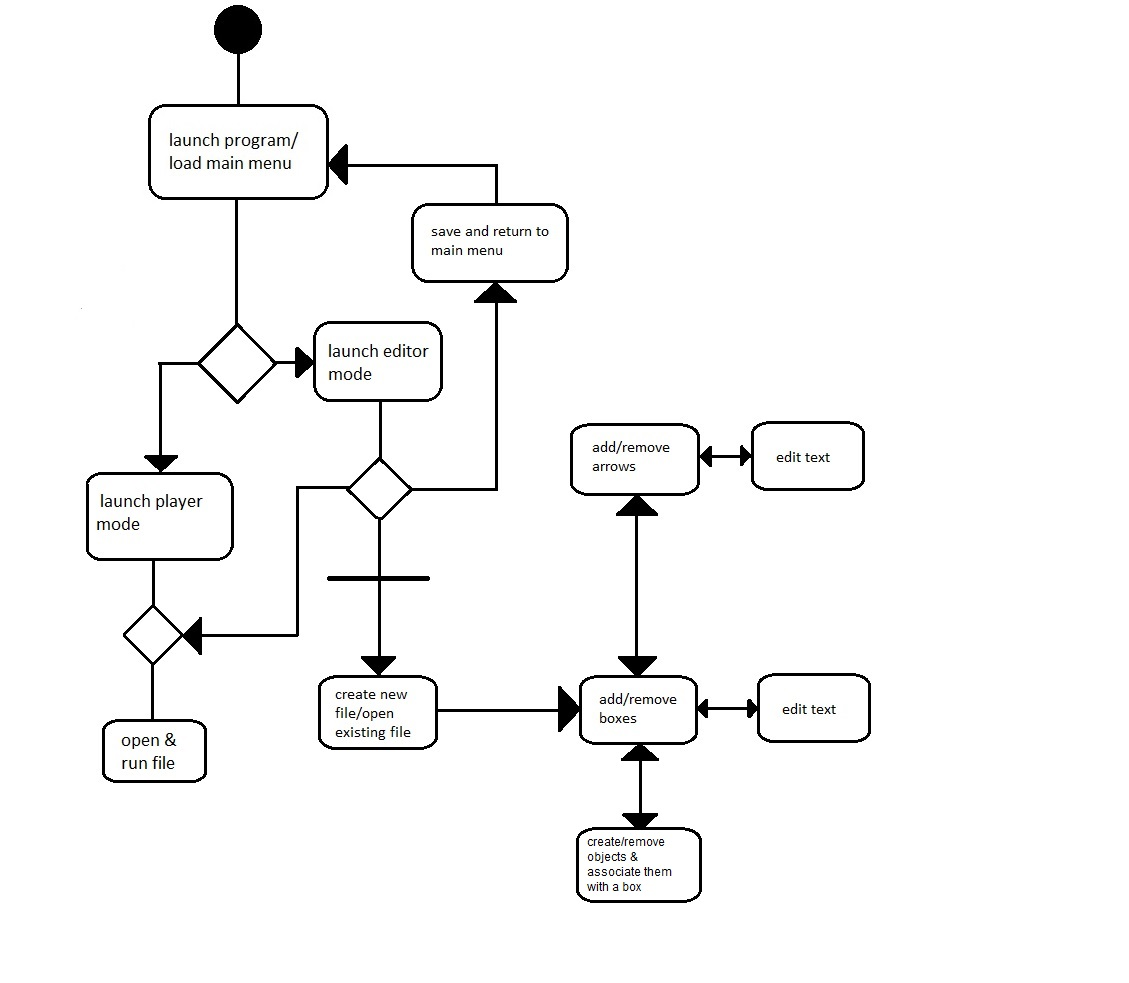 launch program/
load main menu
save and return to
main menu
launch editor
mode
launch player
mode
add/remove
arrows
edit text
create new
file/open
existing file
add/remove
boxes
edit text
open &
run file
create/remove
objects &
associate them
with a box